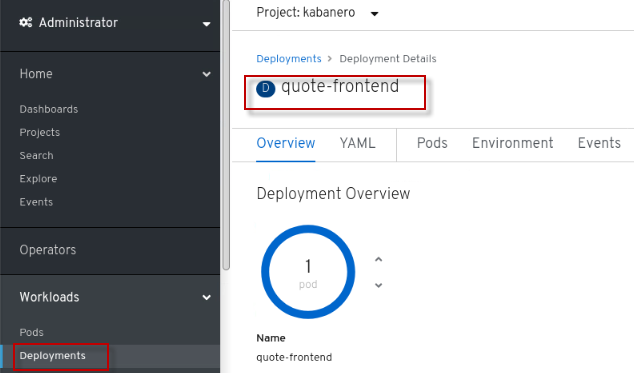 Administrator
Home
Dashboards
Projects
Search
Explore
Events
Operators
Workloads
Pods
Deployments
Project: kabanero
Deployments > Deployment Details
D quote-frontend
Overview YAML Pods Environment Events
Deployment Overview
1
pod
Name
quote-frontend